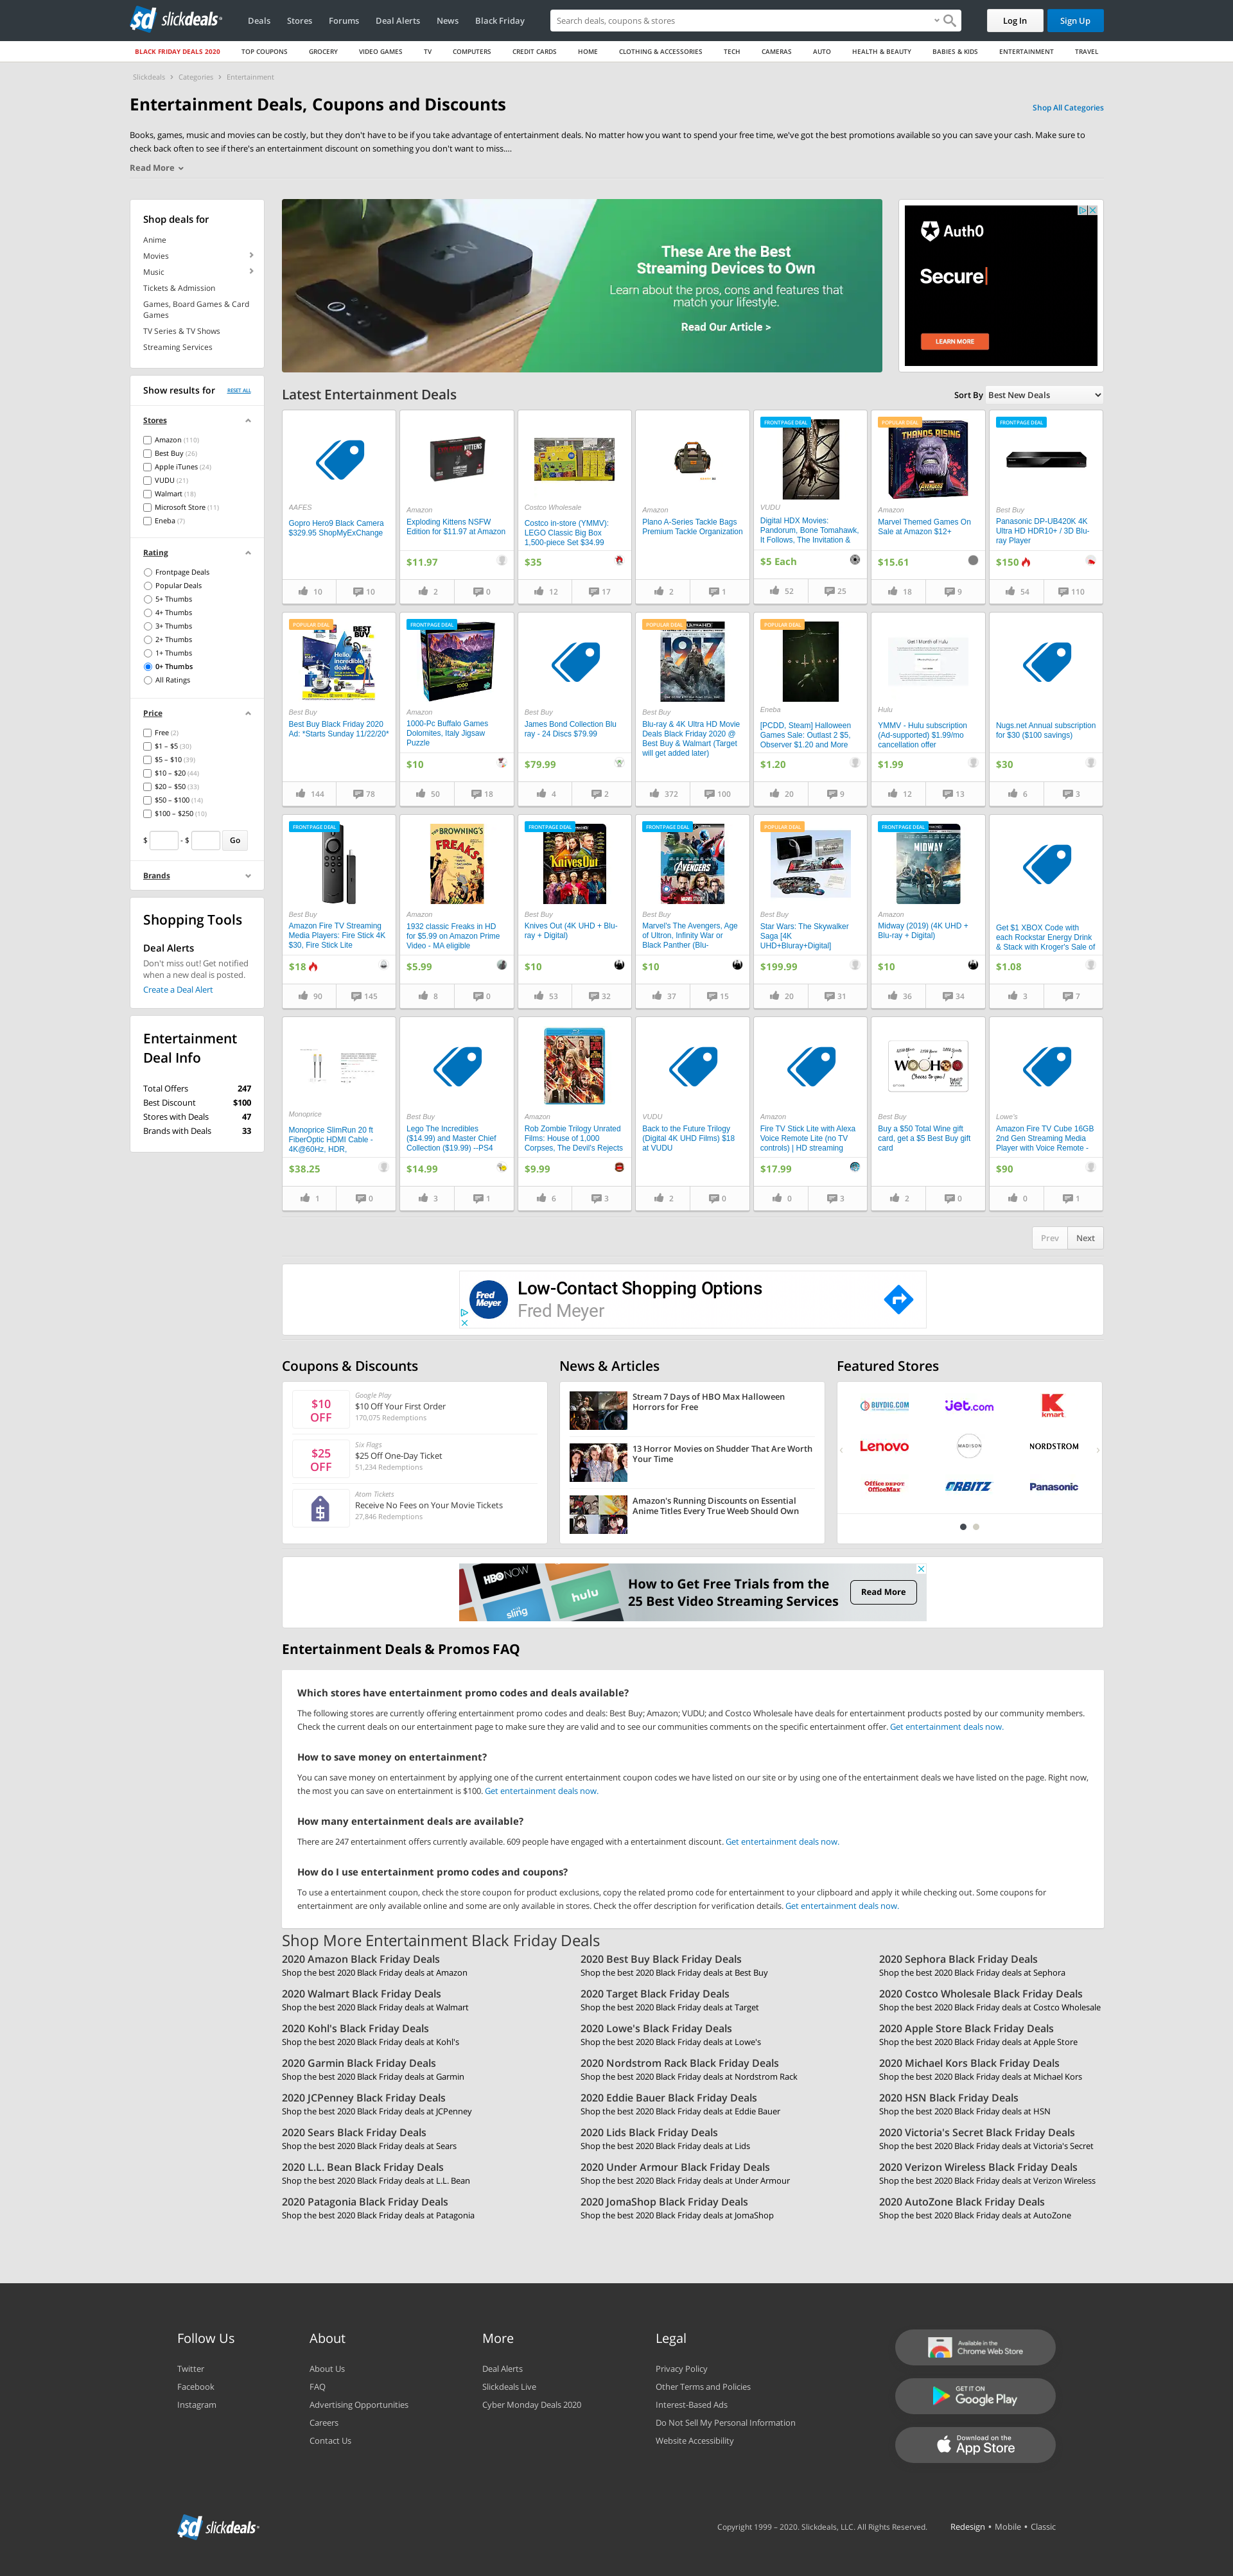 slickdeals
Deals
Stores
Forums
Deal Alerts
News
Black Friday
Search deals, coupons & stores
Log In
Sign Up
BLACK FRIDAY DEALS 2020
TOP COUPONS
GROCERY
VIDEO GAMES
TV
COMPUTERS
CREDIT CARDS
HOME
CLOTHING & ACCESSORIES
TECH
CAMERAS
AUTO
HEALTH & BEAUTY
BABIES & KIDS
ENTERTAINMENT
TRAVEL
Slickdeals > Categories > Entertainment
Entertainment Deals, Coupons and Discounts
Shop All Categories
Books, games, music and movies can be costly, but they don't have to be if you take advantage of entertainment deals. No matter how you want to spend your free time, we've got the best promotions available so you can save your cash. Make sure to
check back often to see if there's an entertainment discount on something you don't want to miss....
Read More
Shop deals for
Anime
Movies
Music
Tickets & Admission
Games, Board Games & Card
Games
TV Series & TV Shows
Streaming Services
Show results for
RESET ALL
Stores
Amazon (110)
Best Buy (26)
Apple iTunes (24)
VUDU (21)
Walmart (18)
Microsoft Store (11)
Eneba (7)
Rating
Frontpage Deals
Popular Deals
5+ Thumbs
4+ Thumbs
3+ Thumbs
2+ Thumbs
1+ Thumbs
0+ Thumbs
All Ratings
Price
Free (2)
$1 – $5 (30)
$5 – $10 (39)
$10 – $20 (44)
$20 – $50 (33)
$50 – $100 (14)
$100 – $250 (10)
$ - $ Go
Brands
Shopping Tools
Deal Alerts
Don't miss out! Get notified
when a new deal is posted.
Create a Deal Alert
Entertainment
Deal Info
Total Offers 247
Best Discount $100
Stores with Deals 47
Brands with Deals 33
These Are the Best
Streaming Devices to Own
Learn about the pros, cons and features that
match your lifestyle.
Read Our Article >
Auth0
Secure
LEARN MORE
Latest Entertainment Deals
Sort By Best New Deals
AAFES
Gopro Hero9 Black Camera
$329.95 ShopMyExChange
10 10
Amazon
Exploding Kittens NSFW
Edition for $11.97 at Amazon
$11.97
2 0
Costco Wholesale
Costco in-store (YMMV):
LEGO Classic Big Box
1,500-piece Set $34.99
$35
12 17
Amazon
Plano A-Series Tackle Bags
Premium Tackle Organization
2 1
FRONTPAGE DEAL
VUDU
Digital HDX Movies:
Pandorum, Bone Tomahawk,
It Follows, The Invitation &
$5 Each
52 25
POPULAR DEAL
THANOS RISING
Amazon
Marvel Themed Games On
Sale at Amazon $12+
$15.61
18 9
FRONTPAGE DEAL
Best Buy
Panasonic DP-UB420K 4K
Ultra HD HDR10+ / 3D Blu-
ray Player
$150
54 110
POPULAR DEAL
BEST BUY
Hello,
incredible
deals.
Best Buy
Best Buy Black Friday 2020
Ad: *Starts Sunday 11/22/20*
144 78
FRONTPAGE DEAL
Amazon
1000-Pc Buffalo Games
Dolomites, Italy Jigsaw
Puzzle
$10
50 18
Best Buy
James Bond Collection Blu
ray - 24 Discs $79.99
$79.99
4 2
POPULAR DEAL
1917
Best Buy
Blu-ray & 4K Ultra HD Movie
Deals Black Friday 2020 @
Best Buy & Walmart (Target
will get added later)
372 100
POPULAR DEAL
Eneba
[PCDD, Steam] Halloween
Games Sale: Outlast 2 $5,
Observer $1.20 and More
$1.20
20 9
Get 1 Month of Hulu
Hulu
YMMV - Hulu subscription
(Ad-supported) $1.99/mo
cancellation offer
$1.99
12 13
Nugs.net Annual subscription
for $30 ($100 savings)
$30
6 3
FRONTPAGE DEAL
Best Buy
Amazon Fire TV Streaming
Media Players: Fire Stick 4K
$30, Fire Stick Lite
$18
90 145
BROWNING'S
FREAKS
Amazon
1932 classic Freaks in HD
for $5.99 on Amazon Prime
Video - MA eligible
$5.99
8 0
FRONTPAGE DEAL
Knives Out
Best Buy
Knives Out (4K UHD + Blu-
ray + Digital)
$10
53 32
FRONTPAGE DEAL
AVENGERS
Best Buy
Marvel's The Avengers, Age
of Ultron, Infinity War or
Black Panther (Blu-
$10
37 15
POPULAR DEAL
Best Buy
Star Wars: The Skywalker
Saga [4K
UHD+Bluray+Digital]
$199.99
20 31
FRONTPAGE DEAL
MIDWAY
Amazon
Midway (2019) (4K UHD +
Blu-ray + Digital)
$10
36 34
Get $1 XBOX Code with
each Rockstar Energy Drink
& Stack with Kroger's Sale of
$1.08
3 7
Monoprice
Monoprice SlimRun 20 ft
FiberOptic HDMI Cable -
4K@60Hz, HDR,
$38.25
1 0
Best Buy
Lego The Incredibles
($14.99) and Master Chief
Collection ($19.99) --PS4
$14.99
3 1
Amazon
Rob Zombie Trilogy Unrated
Films: House of 1,000
Corpses, The Devil's Rejects
$9.99
6 3
VUDU
Back to the Future Trilogy
(Digital 4K UHD Films) $18
at VUDU
2 0
Amazon
Fire TV Stick Lite with Alexa
Voice Remote Lite (no TV
controls) | HD streaming
$17.99
0 3
WOOHOO
Cheers to you!
Best Buy
Buy a $50 Total Wine gift
card, get a $5 Best Buy gift
card
2 0
Lowe's
Amazon Fire TV Cube 16GB
2nd Gen Streaming Media
Player with Voice Remote -
$90
0 1
Prev
Next
Fred
Meyer
Low-Contact Shopping Options
Fred Meyer
Coupons & Discounts
$10
OFF
Google Play
$10 Off Your First Order
170,075 Redemptions
$25
OFF
Six Flags
$25 Off One-Day Ticket
51,234 Redemptions
Atom Tickets
Receive No Fees on Your Movie Tickets
27,846 Redemptions
News & Articles
Stream 7 Days of HBO Max Halloween
Horrors for Free
13 Horror Movies on Shudder That Are Worth
Your Time
Amazon's Running Discounts on Essential
Anime Titles Every True Weeb Should Own
Featured Stores
BUYDIG.COM
Jet.com
kmart
Lenovo
MADISON
NORDSTROM
Office DEPOT
OfficeMax
ORBITZ
Panasonic
HBO NOW
sling
hulu
How to Get Free Trials from the
25 Best Video Streaming Services
Read More
Entertainment Deals & Promos FAQ
Which stores have entertainment promo codes and deals available?
The following stores are currently offering entertainment promo codes and deals: Best Buy; Amazon; VUDU; and Costco Wholesale have deals for entertainment products posted by our community members.
Check the current deals on our entertainment page to make sure they are valid and to see our communities comments on the specific entertainment offer. Get entertainment deals now.
How to save money on entertainment?
You can save money on entertainment by applying one of the current entertainment coupon codes we have listed on our site or by using one of the entertainment deals we have listed on the page. Right now,
the most you can save on entertainment is $100. Get entertainment deals now.
How many entertainment deals are available?
There are 247 entertainment offers currently available. 609 people have engaged with a entertainment discount. Get entertainment deals now.
How do I use entertainment promo codes and coupons?
To use a entertainment coupon, check the store coupon for product exclusions, copy the related promo code for entertainment to your clipboard and apply it while checking out. Some coupons for
entertainment are only available online and some are only available in stores. Check the offer description for verification details. Get entertainment deals now.
Shop More Entertainment Black Friday Deals
2020 Amazon Black Friday Deals
Shop the best 2020 Black Friday deals at Amazon
2020 Best Buy Black Friday Deals
Shop the best 2020 Black Friday deals at Best Buy
2020 Sephora Black Friday Deals
Shop the best 2020 Black Friday deals at Sephora
2020 Walmart Black Friday Deals
Shop the best 2020 Black Friday deals at Walmart
2020 Target Black Friday Deals
Shop the best 2020 Black Friday deals at Target
2020 Costco Wholesale Black Friday Deals
Shop the best 2020 Black Friday deals at Costco Wholesale
2020 Kohl's Black Friday Deals
Shop the best 2020 Black Friday deals at Kohl's
2020 Lowe's Black Friday Deals
Shop the best 2020 Black Friday deals at Lowe's
2020 Apple Store Black Friday Deals
Shop the best 2020 Black Friday deals at Apple Store
2020 Garmin Black Friday Deals
Shop the best 2020 Black Friday deals at Garmin
2020 Nordstrom Rack Black Friday Deals
Shop the best 2020 Black Friday deals at Nordstrom Rack
2020 Michael Kors Black Friday Deals
Shop the best 2020 Black Friday deals at Michael Kors
2020 JCPenney Black Friday Deals
Shop the best 2020 Black Friday deals at JCPenney
2020 Eddie Bauer Black Friday Deals
Shop the best 2020 Black Friday deals at Eddie Bauer
2020 HSN Black Friday Deals
Shop the best 2020 Black Friday deals at HSN
2020 Sears Black Friday Deals
Shop the best 2020 Black Friday deals at Sears
2020 Lids Black Friday Deals
Shop the best 2020 Black Friday deals at Lids
2020 Victoria's Secret Black Friday Deals
Shop the best 2020 Black Friday deals at Victoria's Secret
2020 L.L. Bean Black Friday Deals
Shop the best 2020 Black Friday deals at L.L. Bean
2020 Under Armour Black Friday Deals
Shop the best 2020 Black Friday deals at Under Armour
2020 Verizon Wireless Black Friday Deals
Shop the best 2020 Black Friday deals at Verizon Wireless
2020 Patagonia Black Friday Deals
Shop the best 2020 Black Friday deals at Patagonia
2020 JomaShop Black Friday Deals
Shop the best 2020 Black Friday deals at JomaShop
2020 AutoZone Black Friday Deals
Shop the best 2020 Black Friday deals at AutoZone
Follow Us
Twitter
Facebook
Instagram
About
About Us
FAQ
Advertising Opportunities
Careers
Contact Us
More
Deal Alerts
Slickdeals Live
Cyber Monday Deals 2020
Legal
Privacy Policy
Other Terms and Policies
Interest-Based Ads
Do Not Sell My Personal Information
Website Accessibility
Available in the
Chrome Web Store
GET IT ON
Google Play
Download on the
App Store
slickdeals
Copyright 1999 – 2020. Slickdeals, LLC. All Rights Reserved.
Redesign • Mobile • Classic